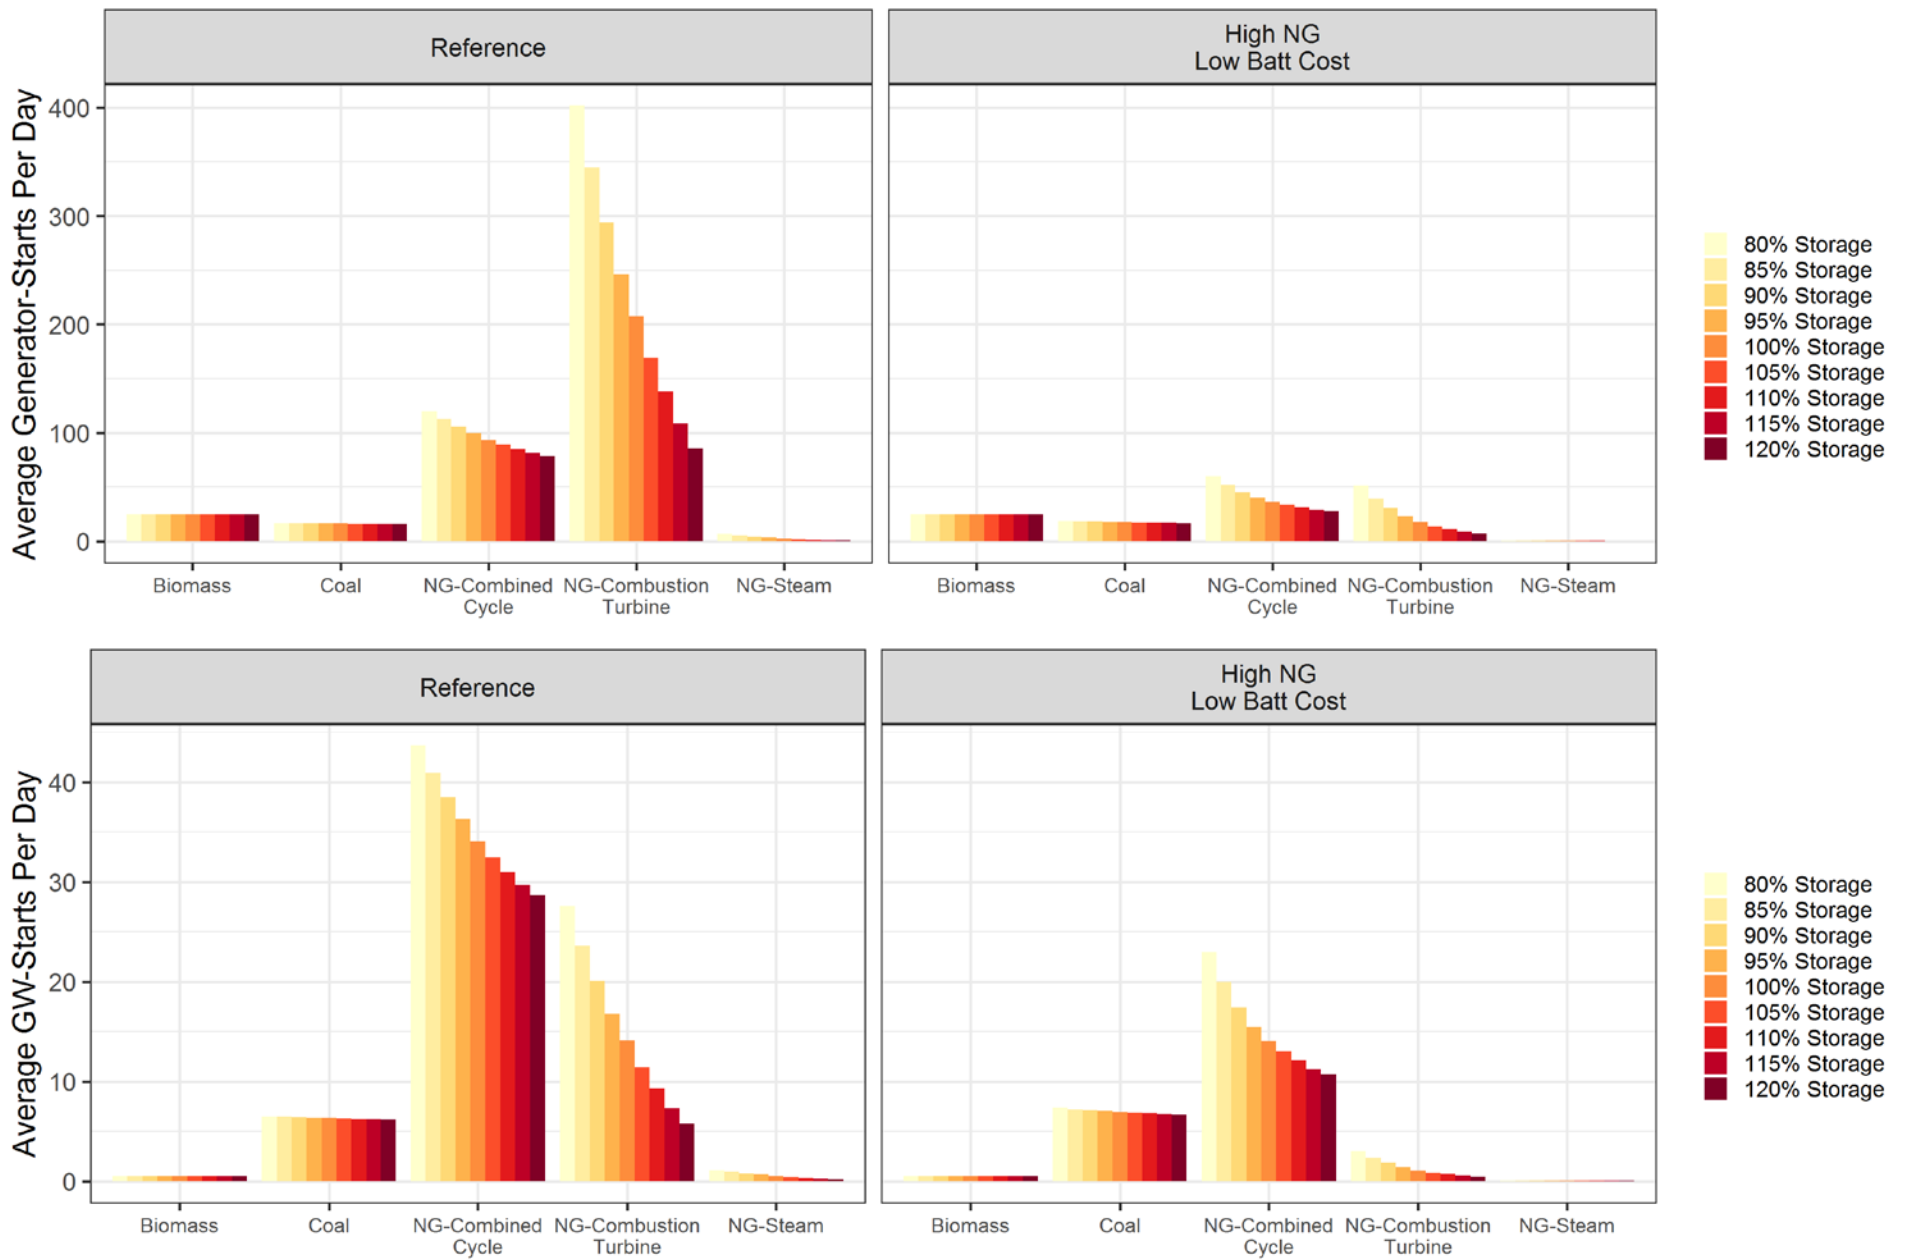 Reference
High NG
Low Batt Cost
Average Generator-Starts Per Day
400
300
200
100
0
Biomass
Coal
NG-Combined
Cycle
NG-Combustion
Turbine
NG-Steam
Biomass
Coal
NG-Combined
Cycle
NG-Combustion
Turbine
NG-Steam
80% Storage
85% Storage
90% Storage
95% Storage
100% Storage
105% Storage
110% Storage
115% Storage
120% Storage
Reference
High NG
Low Batt Cost
Average GW-Starts Per Day
40
30
20
10
0
Biomass
Coal
NG-Combined
Cycle
NG-Combustion
Turbine
NG-Steam
Biomass
Coal
NG-Combined
Cycle
NG-Combustion
Turbine
NG-Steam
80% Storage
85% Storage
90% Storage
95% Storage
100% Storage
105% Storage
110% Storage
115% Storage
120% Storage